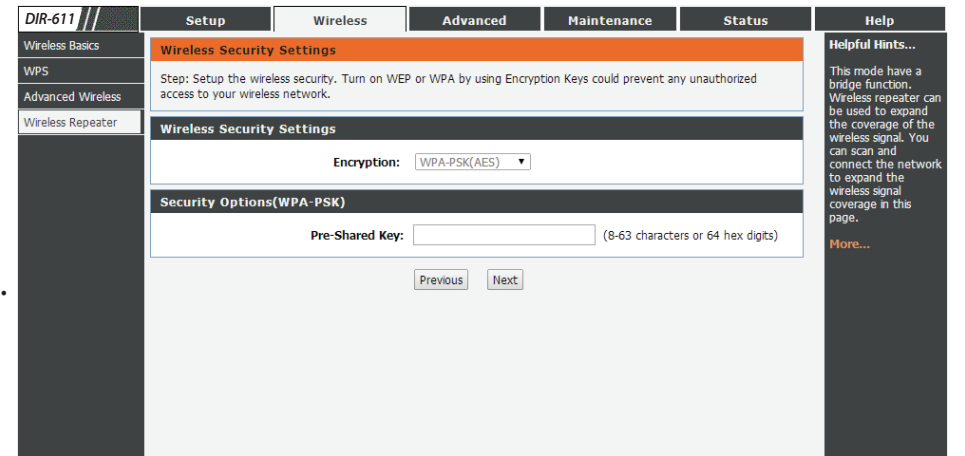 DIR-611
Setup
Wireless
Advanced
Maintenance
Status
Help
Wireless Basics
WPS
Advanced Wireless
Wireless Repeater
Wireless Security Settings
Step: Setup the wireless security. Turn on WEP or WPA by using Encryption Keys could prevent any unauthorized
access to your wireless network.
Wireless Security Settings
Encryption: WPA-PSK(AES)
Security Options(WPA-PSK)
Pre-Shared Key: (8-63 characters or 64 hex digits)
Previous Next
Helpful Hints...
This mode have a
bridge function.
Wireless repeater can
be used to expand
the coverage of the
wireless signal. You
can scan and
connect the network
to expand the
wireless signal
coverage in this
page.
More...